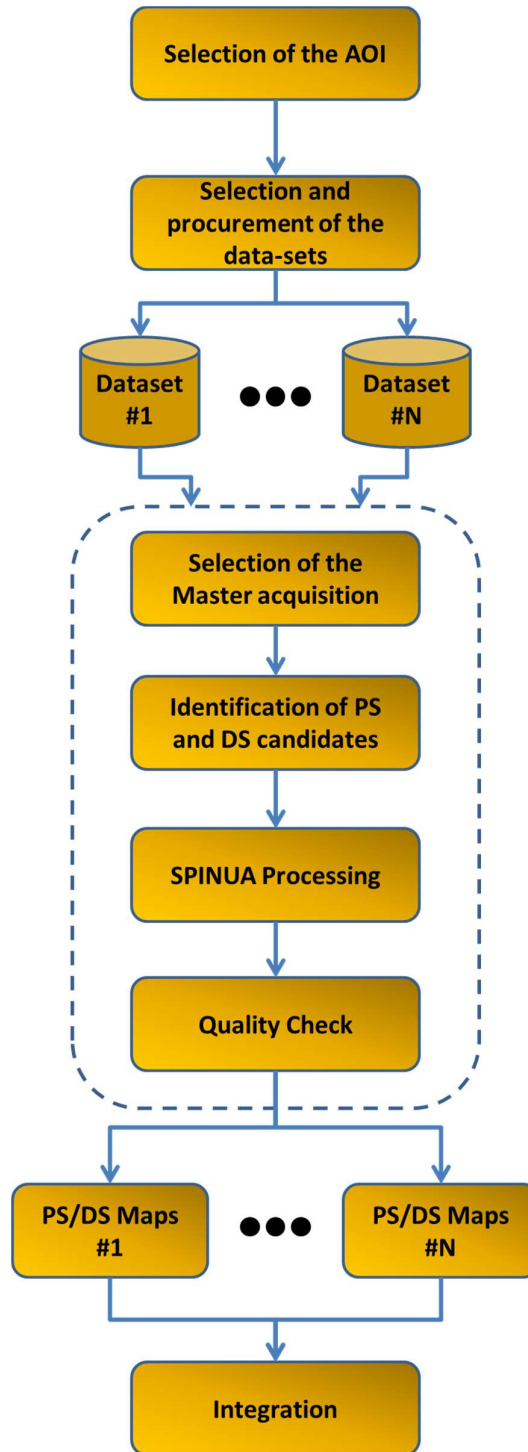 Selection of the AOI
Selection and
procurement of the
data-sets
Dataset
#1
Dataset
#N
Selection of the
Master acquisition
Identification of PS
and DS candidates
SPINUA Processing
Quality Check
PS/DS Maps
#1
PS/DS Maps
#N
Integration